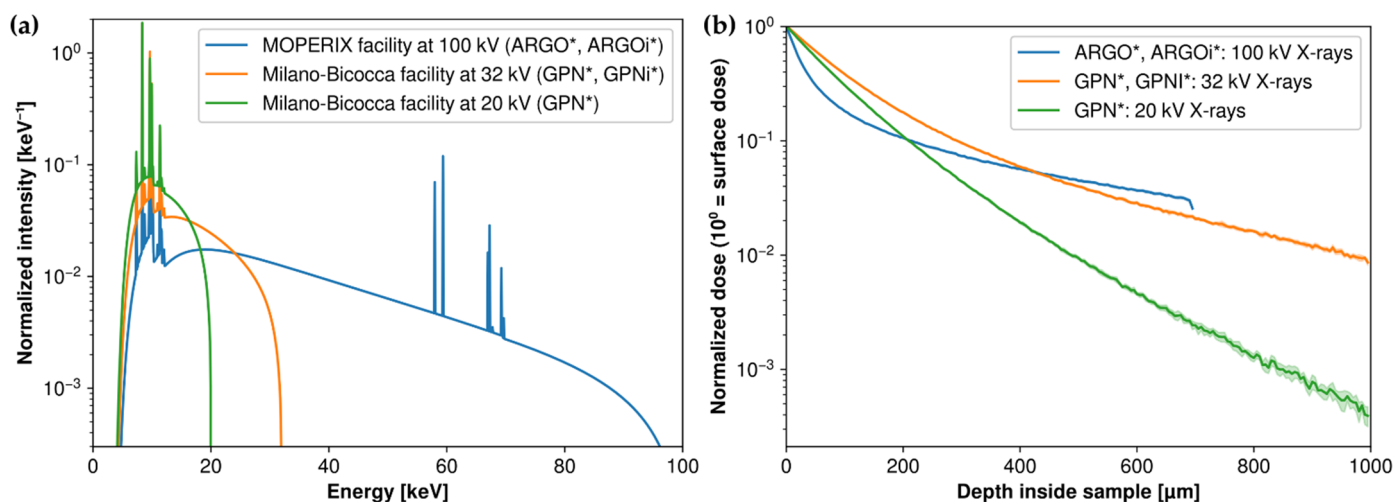 (a)
MOPERIX facility at 100 kV (ARGO*, ARGOi*)
Milano-Bicocca facility at 32 kV (GPN*, GPNi*)
Milano-Bicocca facility at 20 kV (GPN*)
Normalized intensity [keV⁻¹]
10⁰
10⁻¹
10⁻²
10⁻³
0 20 40 60 80 100
Energy [keV]
(b)
ARGO*, ARGOi*: 100 kV X-rays
GPN*, GPNI*: 32 kV X-rays
GPN*: 20 kV X-rays
Normalized dose (10⁰ = surface dose)
10⁰
10⁻¹
10⁻²
10⁻³
0 200 400 600 800 1000
Depth inside sample [μm]